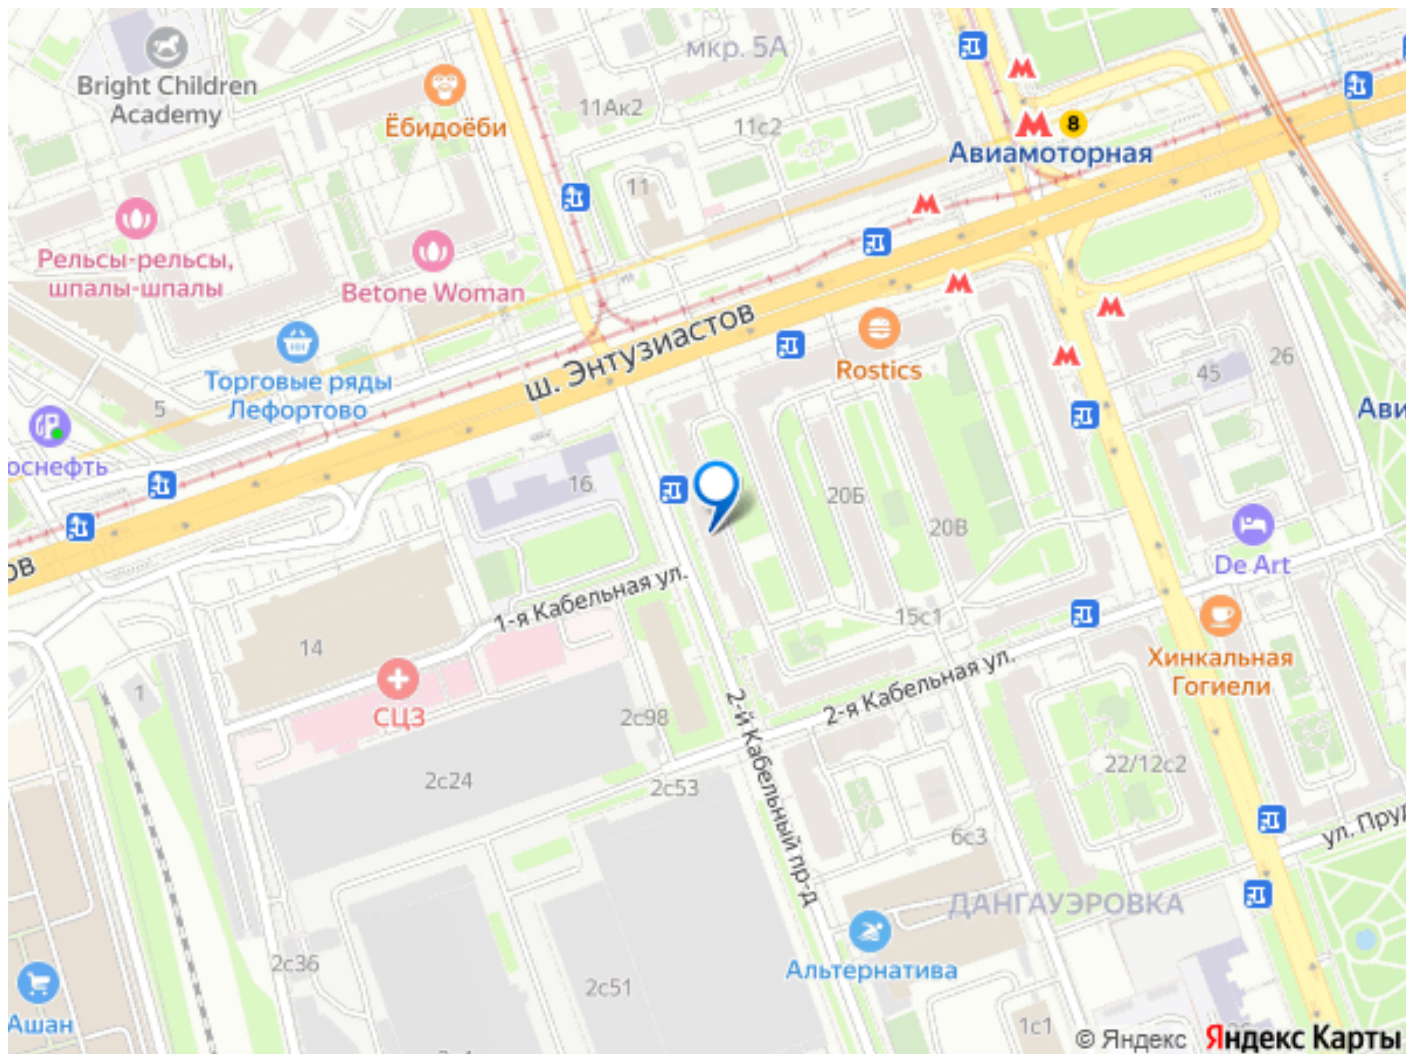 мкр. 5А
Bright Children
Academy
11Ак2
Ёбидоёби
11с2
8
Авиамоторная
11
Рельсы-рельсы,
шпалы-шпалы
Betone Woman
ш. Энтузиастов
Торговые ряды
Лефортово
Rostics
26
45
5
Ави
оснефть
16
20Б
20В
ов
De Art
1-я Кабельная ул.
15с1
14
Хинкальная
Гогиели
2-я Кабельная ул.
1
СЦЗ
2с98
2-й Кабельный пр-д
22/12с2
2с24
2с53
ул. Пруд
6с3
ДАНГАУЭРОВКА
2с36
Альтернатива
2с51
Ашан
1с1
© Яндекс Яндекс Карты